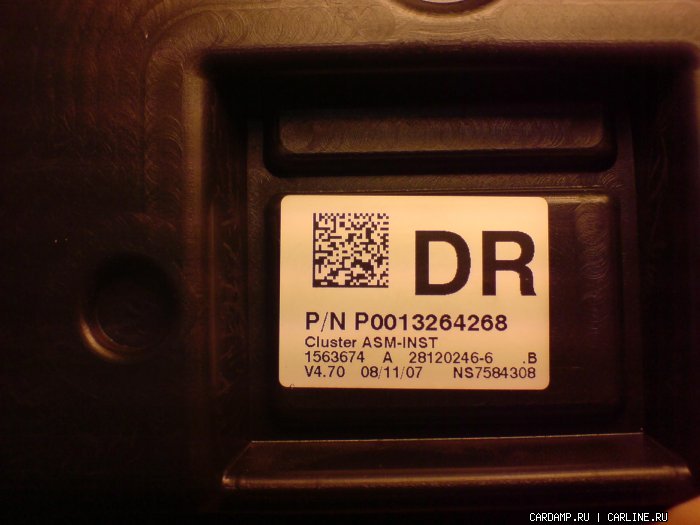 DR
P/N P0013264268
Cluster ASM-INST
1563674 A 28120246-6 .B
V4.70 08/11/07 NS7584308
CARDAMP.RU | CARLINE.RU